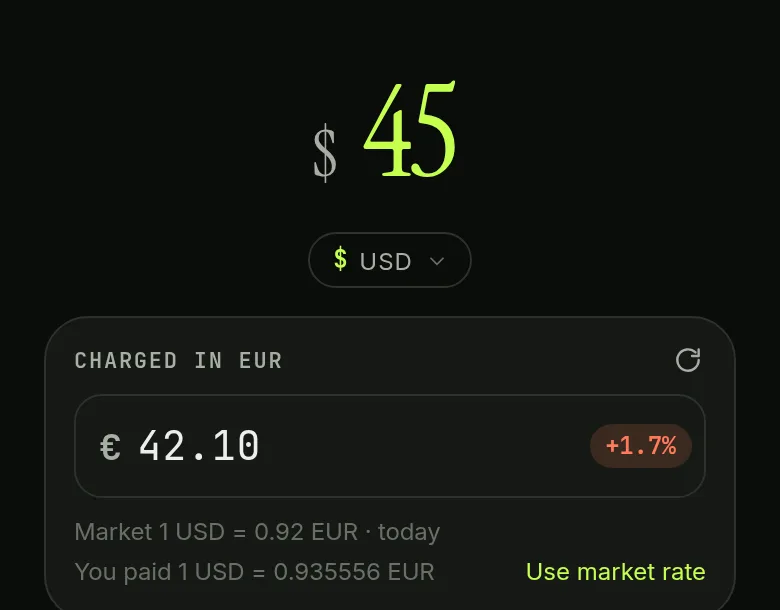 $ 45
$ USD
CHARGED IN EUR
€ 42.10 +1.7%
Market 1 USD = 0.92 EUR · today
You paid 1 USD = 0.935556 EUR Use market rate